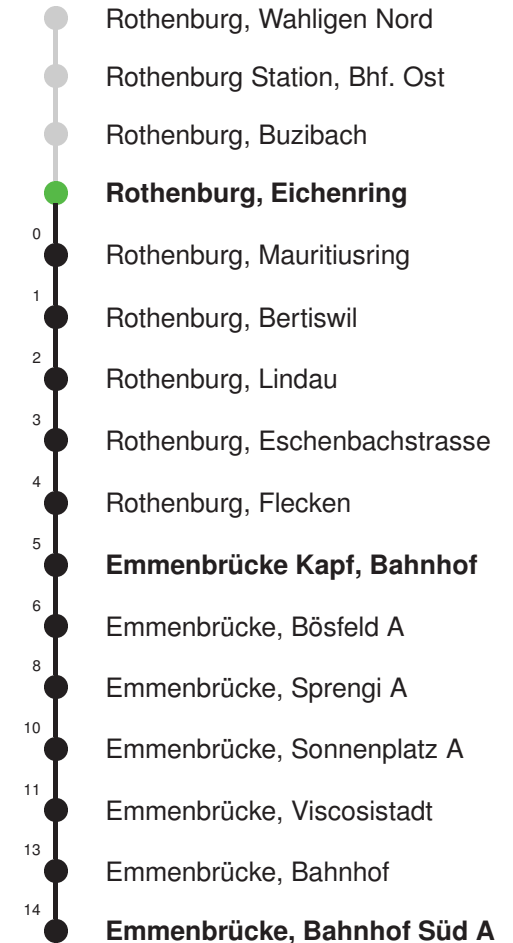 Rothenburg, Wahligen Nord
Rothenburg Station, Bhf. Ost
Rothenburg, Buzibach
Rothenburg, Eichenring
0
Rothenburg, Mauritiusring
1
Rothenburg, Bertiswil
2
Rothenburg, Lindau
3
Rothenburg, Eschenbachstrasse
4
Rothenburg, Flecken
5
Emmenbrücke Kapf, Bahnhof
6
Emmenbrücke, Bösfeld A
8
Emmenbrücke, Sprengi A
10
Emmenbrücke, Sonnenplatz A
11
Emmenbrücke, Viscosistadt
13
Emmenbrücke, Bahnhof
14
Emmenbrücke, Bahnhof Süd A